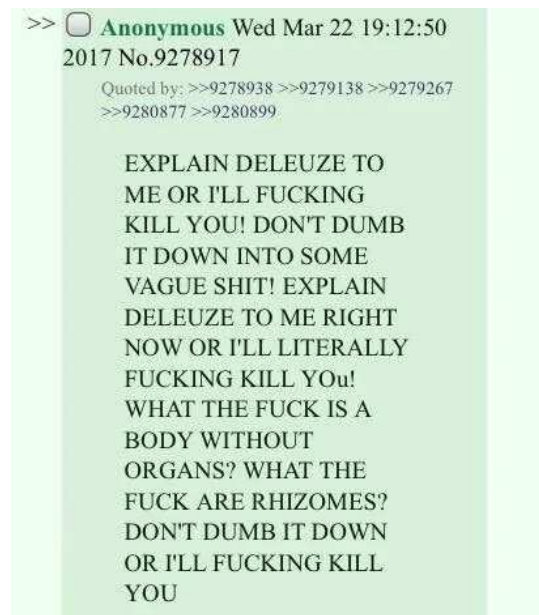 >> Anonymous Wed Mar 22 19:12:50
2017 No.9278917
Quoted by: >>9278938 >>9279138 >>9279267
>>9280877 >>9280899
EXPLAIN DELEUZE TO
ME OR I'LL FUCKING
KILL YOU! DON'T DUMB
IT DOWN INTO SOME
VAGUE SHIT! EXPLAIN
DELEUZE TO ME RIGHT
NOW OR I'LL LITERALLY
FUCKING KILL YOu!
WHAT THE FUCK IS A
BODY WITHOUT
ORGANS? WHAT THE
FUCK ARE RHIZOMES?
DON'T DUMB IT DOWN
OR I'LL FUCKING KILL
YOU